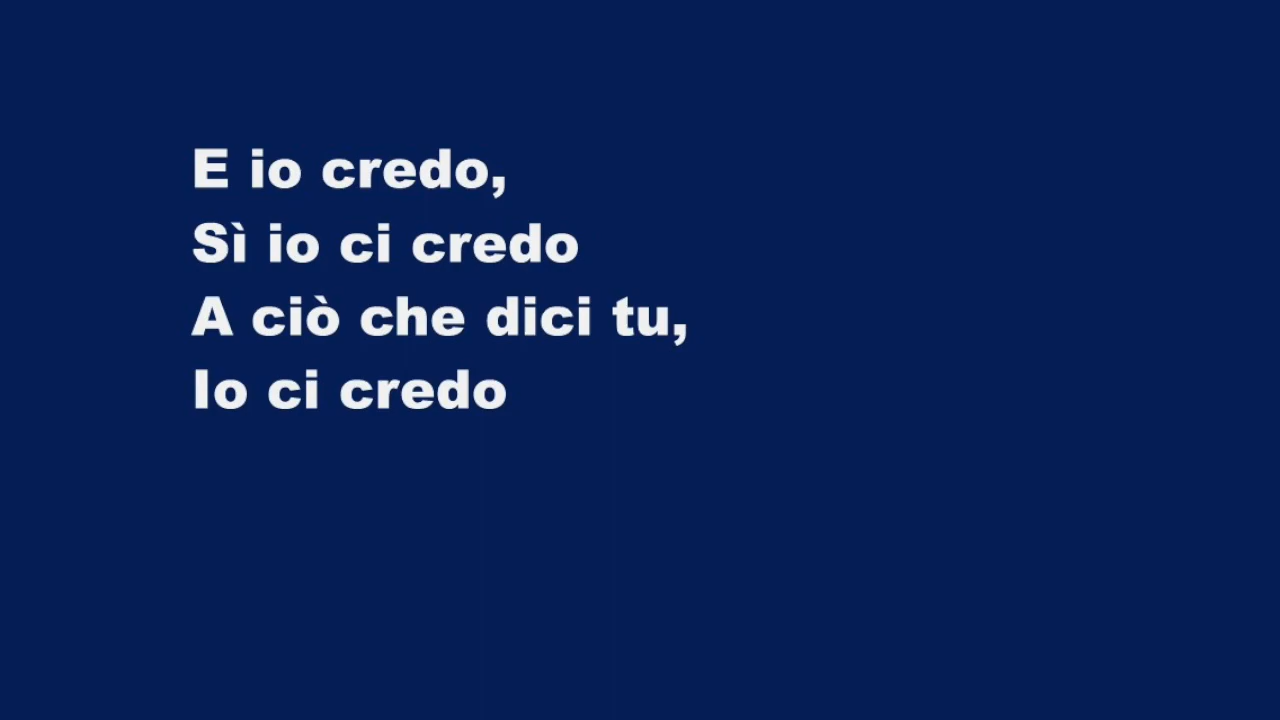 E io credo,
Sì io ci credo
A ciò che dici tu,
Io ci credo